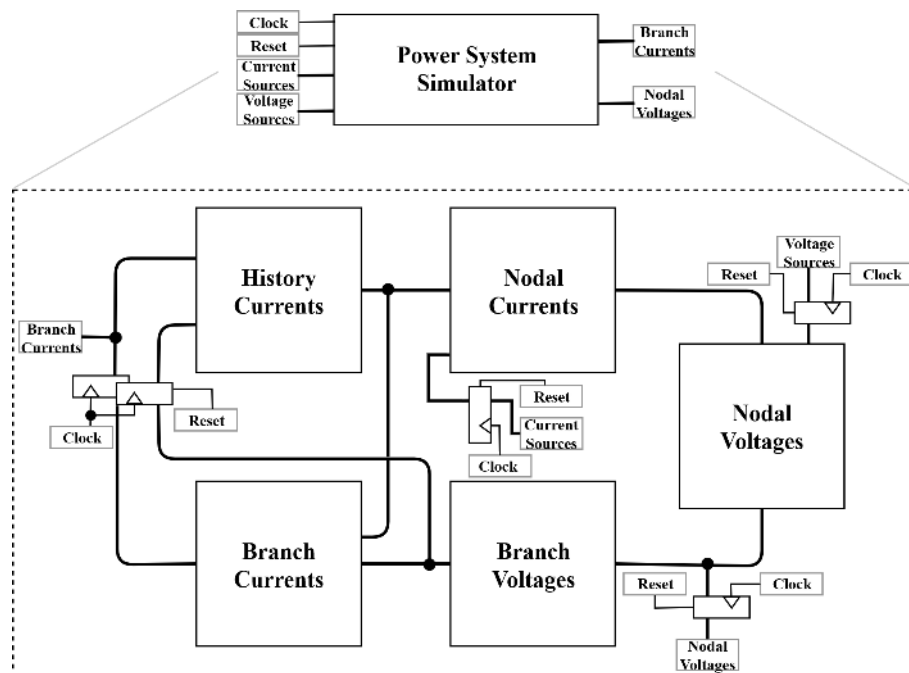 Clock
Reset
Current
Sources
Voltage
Sources
Power System
Simulator
Branch
Currents
Nodal
Voltages
History
Currents
Nodal
Currents
Voltage
Sources
Reset
Clock
Branch
Currents
Reset
Clock
Reset
Current
Sources
Clock
Nodal
Voltages
Branch
Currents
Branch
Voltages
Reset
Clock
Nodal
Voltages